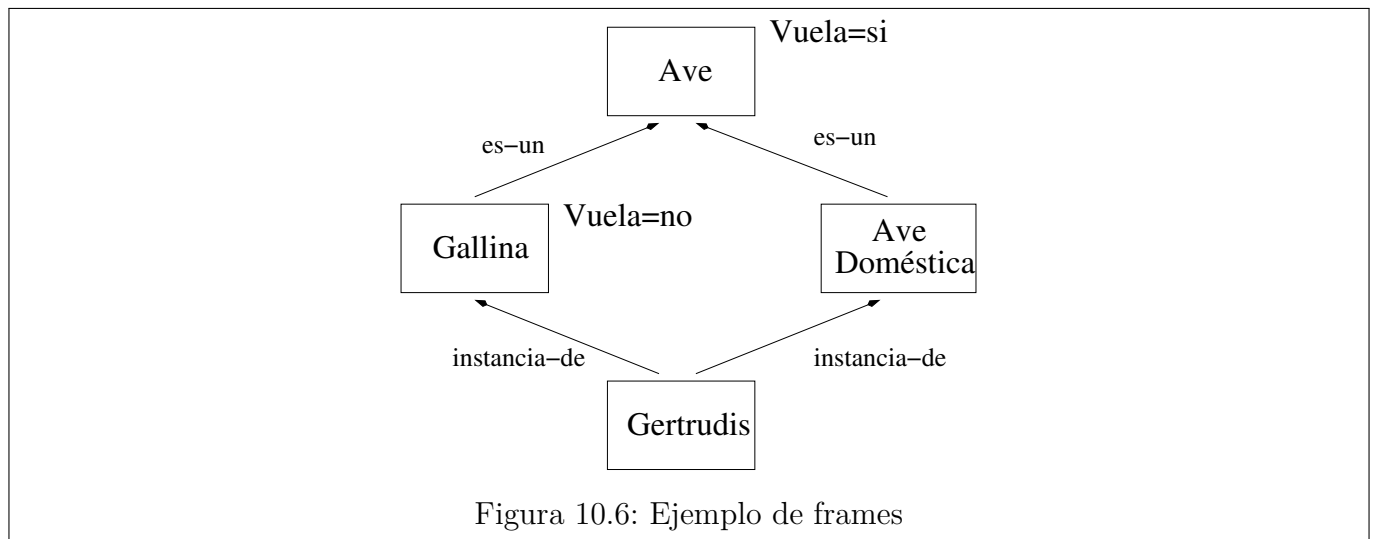 Vuela=si
Ave
es−un
es−un
Gallina
Vuela=no
Ave
Doméstica
instancia−de
instancia−de
Gertrudis
Figura 10.6: Ejemplo de frames